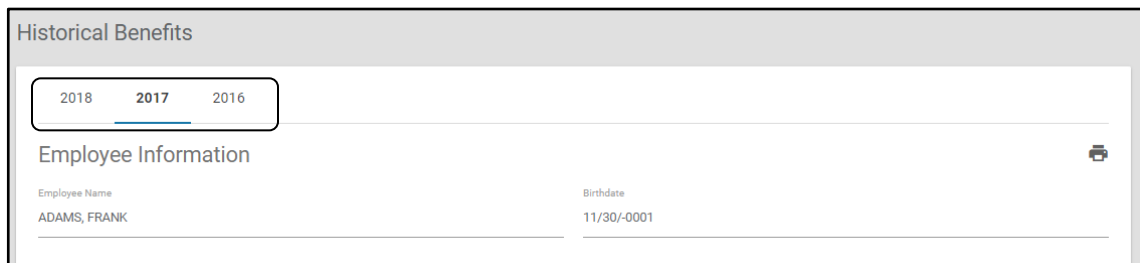 Historical Benefits
2018 2017 2016
Employee Information
Employee Name Birthdate
ADAMS, FRANK 11/30/-0001